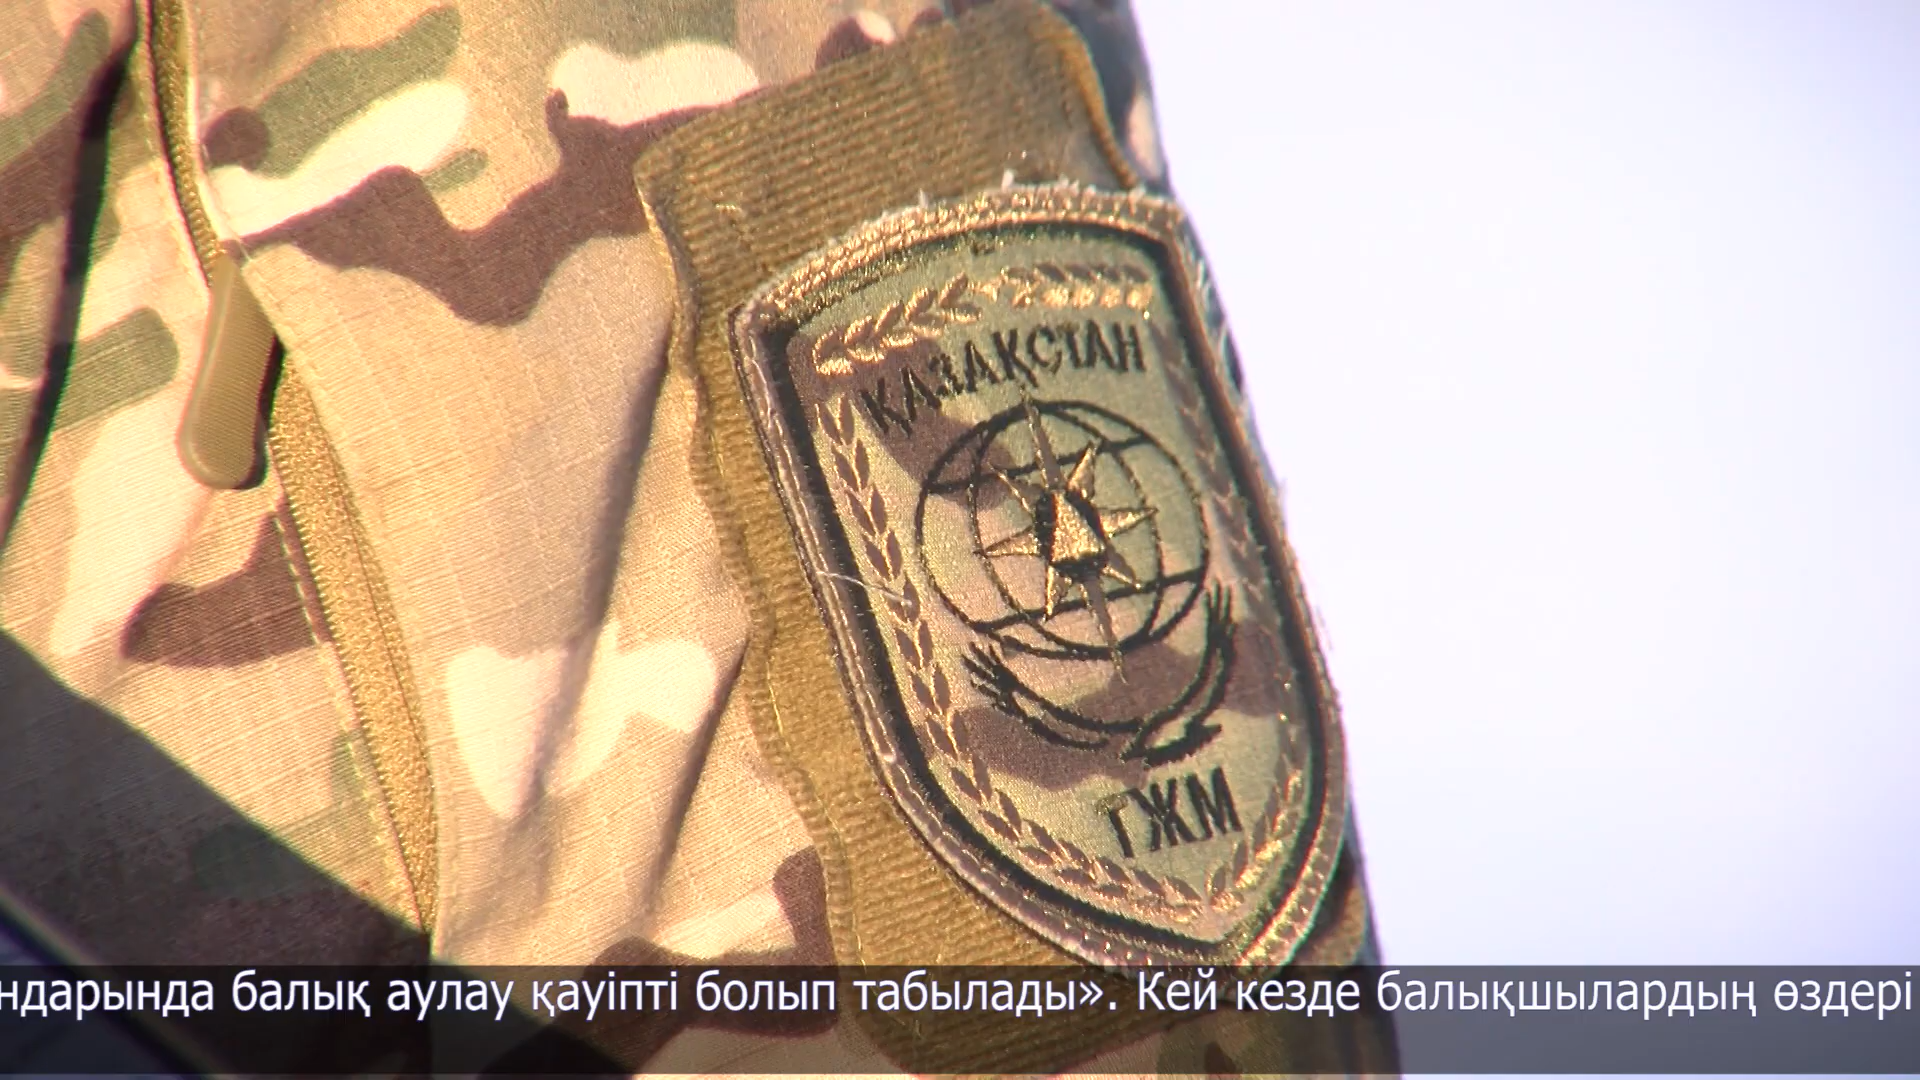 ҚАЗАҚСТАН
ТЖМ
ндарында балық аулау қауіпті болып табылады». Кей кезде балықшылардың өздері